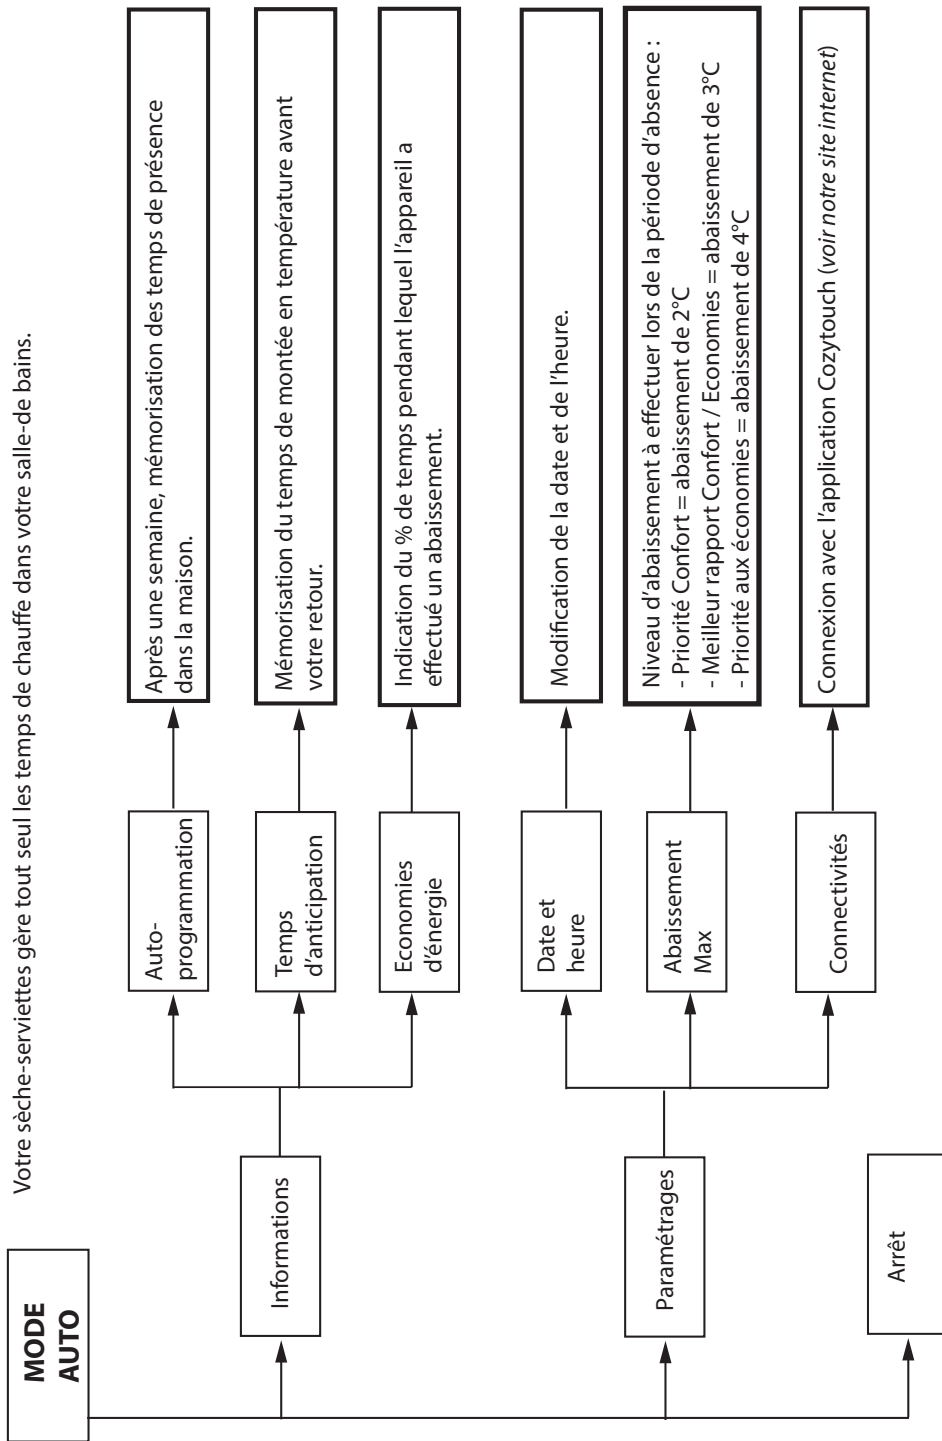 MODE
AUTO
Votre sèche-serviettes gère tout seul les temps de chauffe dans votre salle-de bains.
Informations
Auto-
programmation
Après une semaine, mémorisation des temps de présence
dans la maison.
Temps
d'anticipation
Mémorisation du temps de montée en température avant
votre retour.
Economies
d'énergie
Indication du % de temps pendant lequel l'appareil a
effectué un abaissement.
Paramétrages
Date et
heure
Modification de la date et de l'heure.
Abaissement
Max
Niveau d'abaissement à effectuer lors de la période d'absence :
- Priorité Confort = abaissement de 2°C
- Meilleur rapport Confort / Economies = abaissement de 3°C
- Priorité aux économies = abaissement de 4°C
Connectivités
Connexion avec l'application Cozytouch (voir notre site internet)
Arrêt